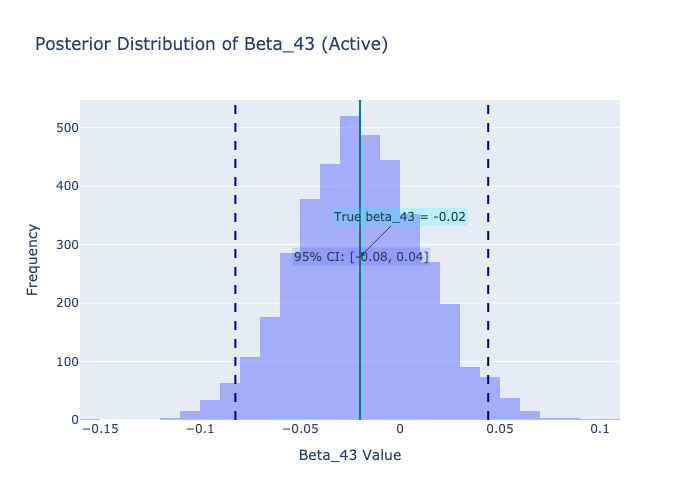 Posterior Distribution of Beta_43 (Active)
500
400
300
200
100
0
Frequency
True beta_43 = -0.02
95% CI: [-0.08, 0.04]
−0.15
−0.1
−0.05
0
0.05
0.1
Beta_43 Value